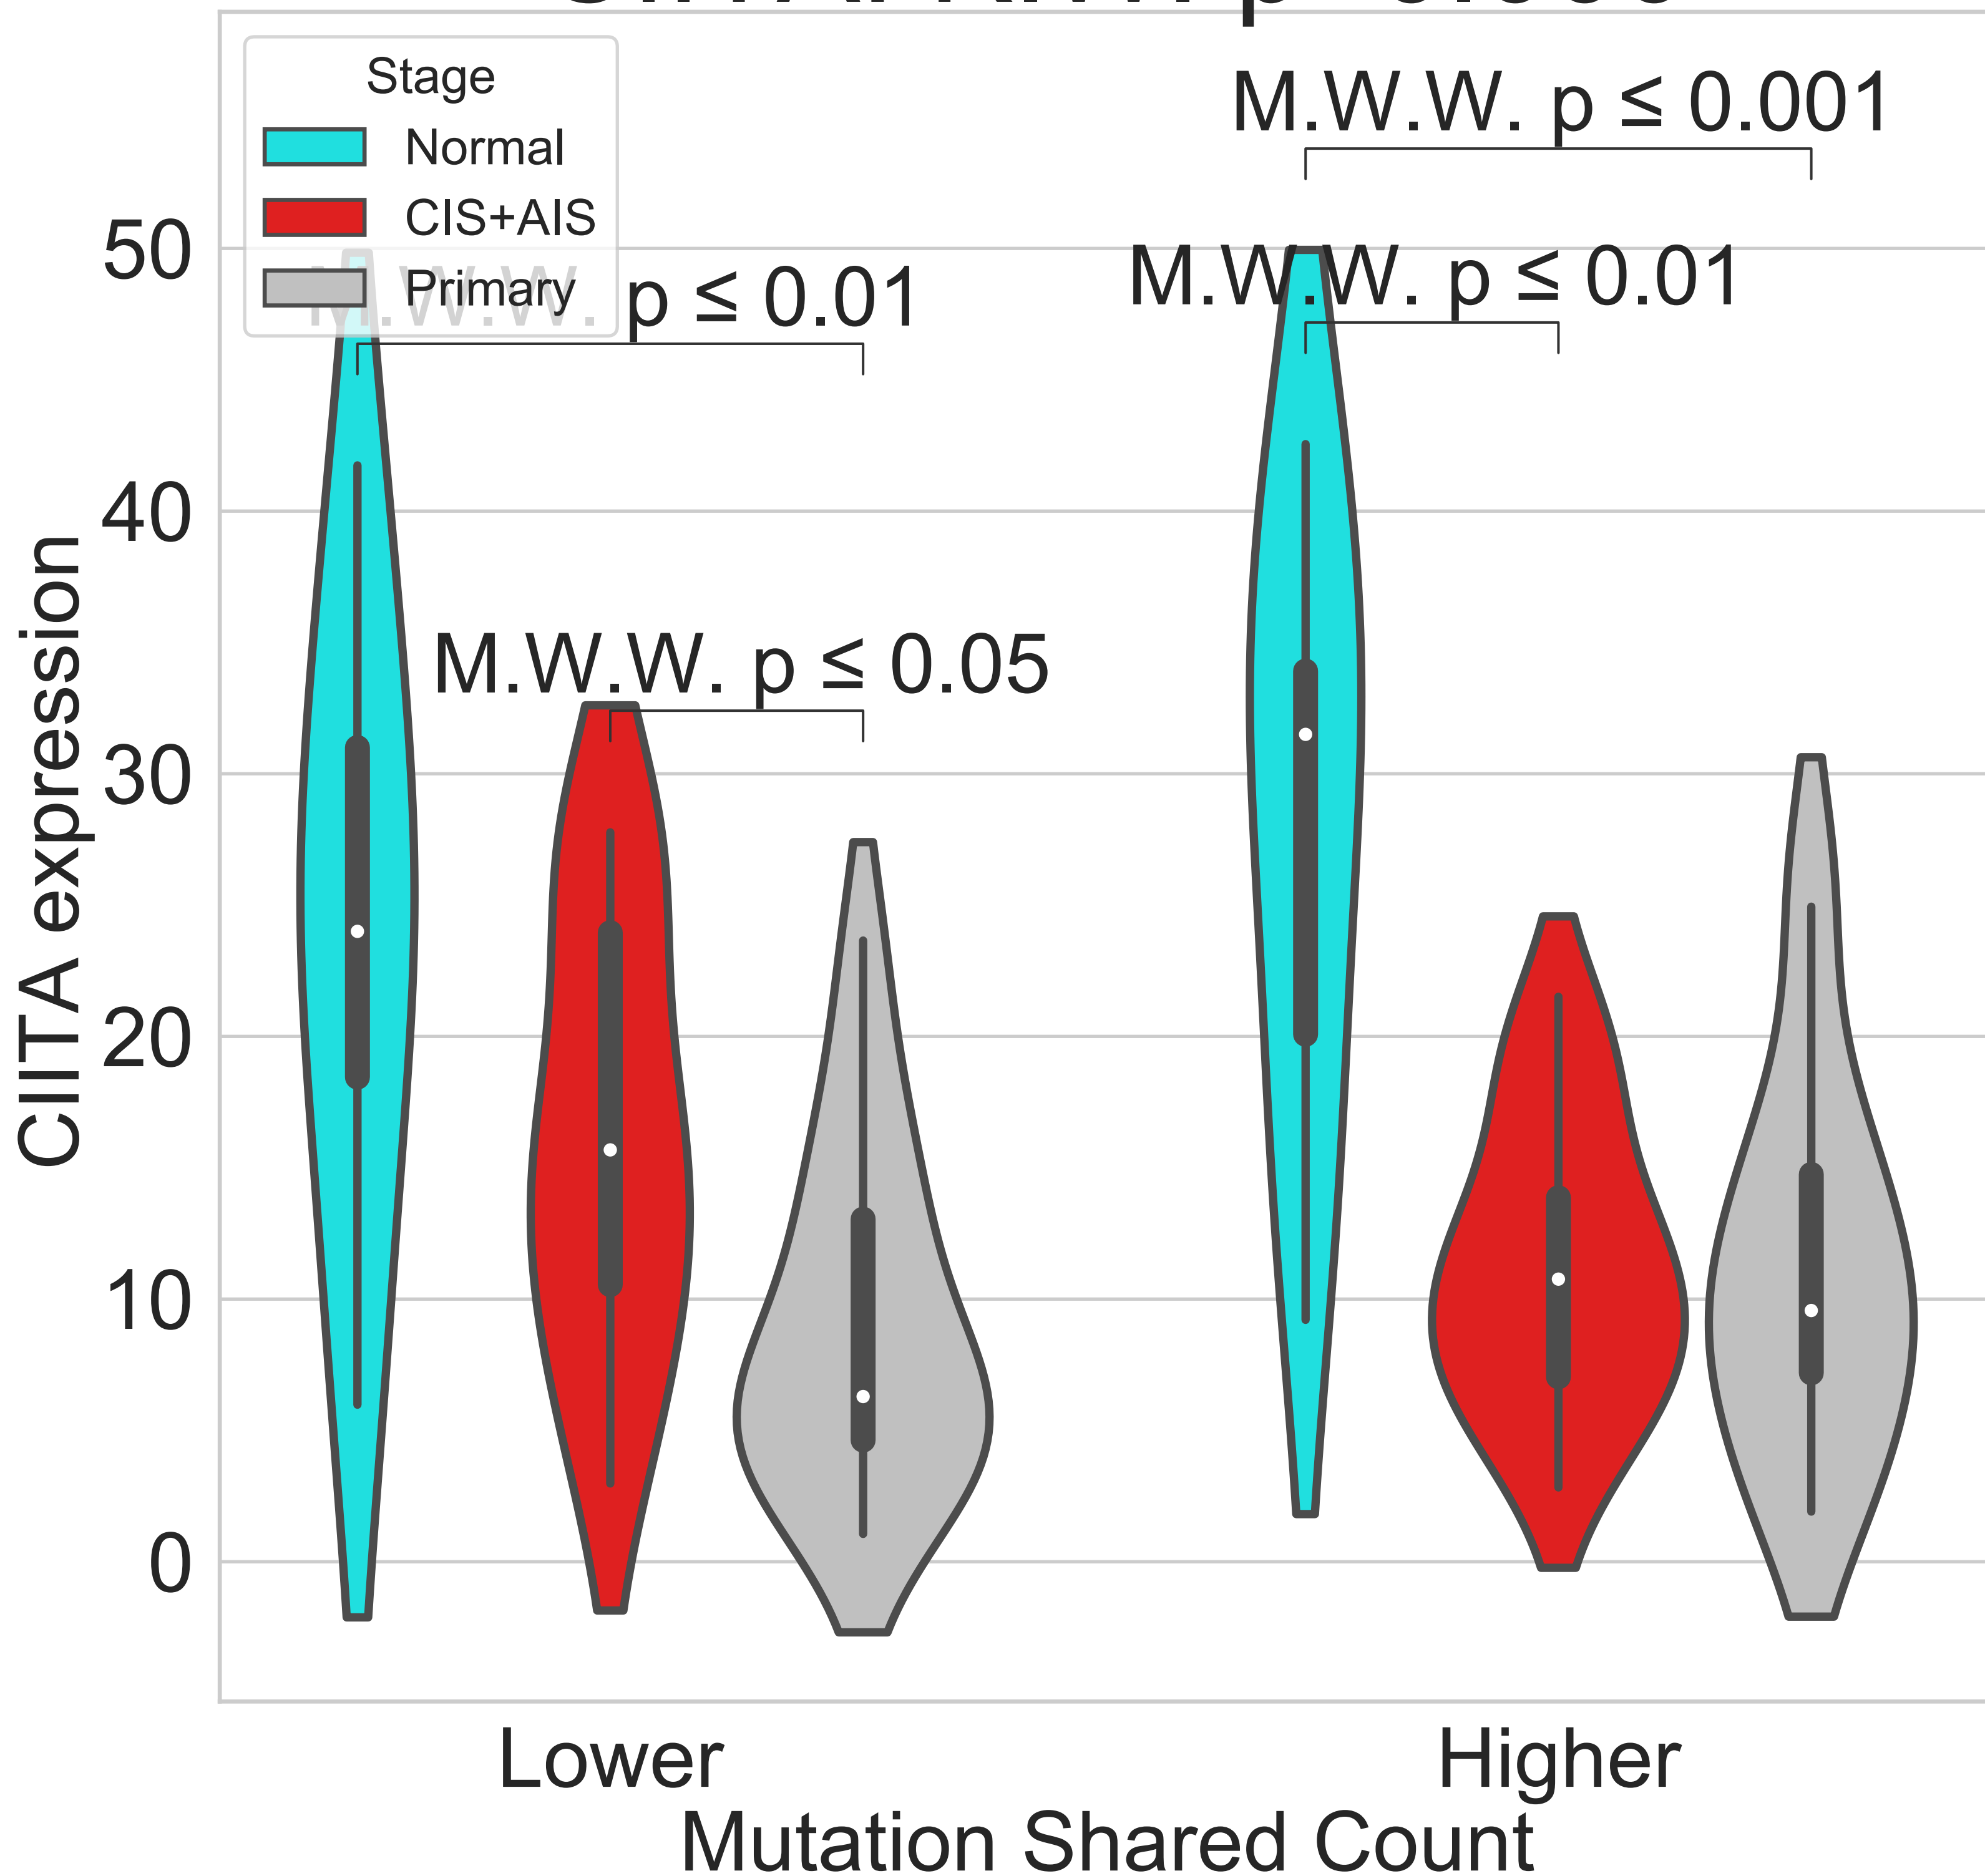 Stage
Normal
CIS+AIS
Primary
M.W.W. p ≤ 0.001
M.W.W. p ≤ 0.01
M.W.W. p ≤ 0.01
M.W.W. p ≤ 0.05
50
40
30
20
10
0
CIITA expression
Lower
Higher
Mutation Shared Count